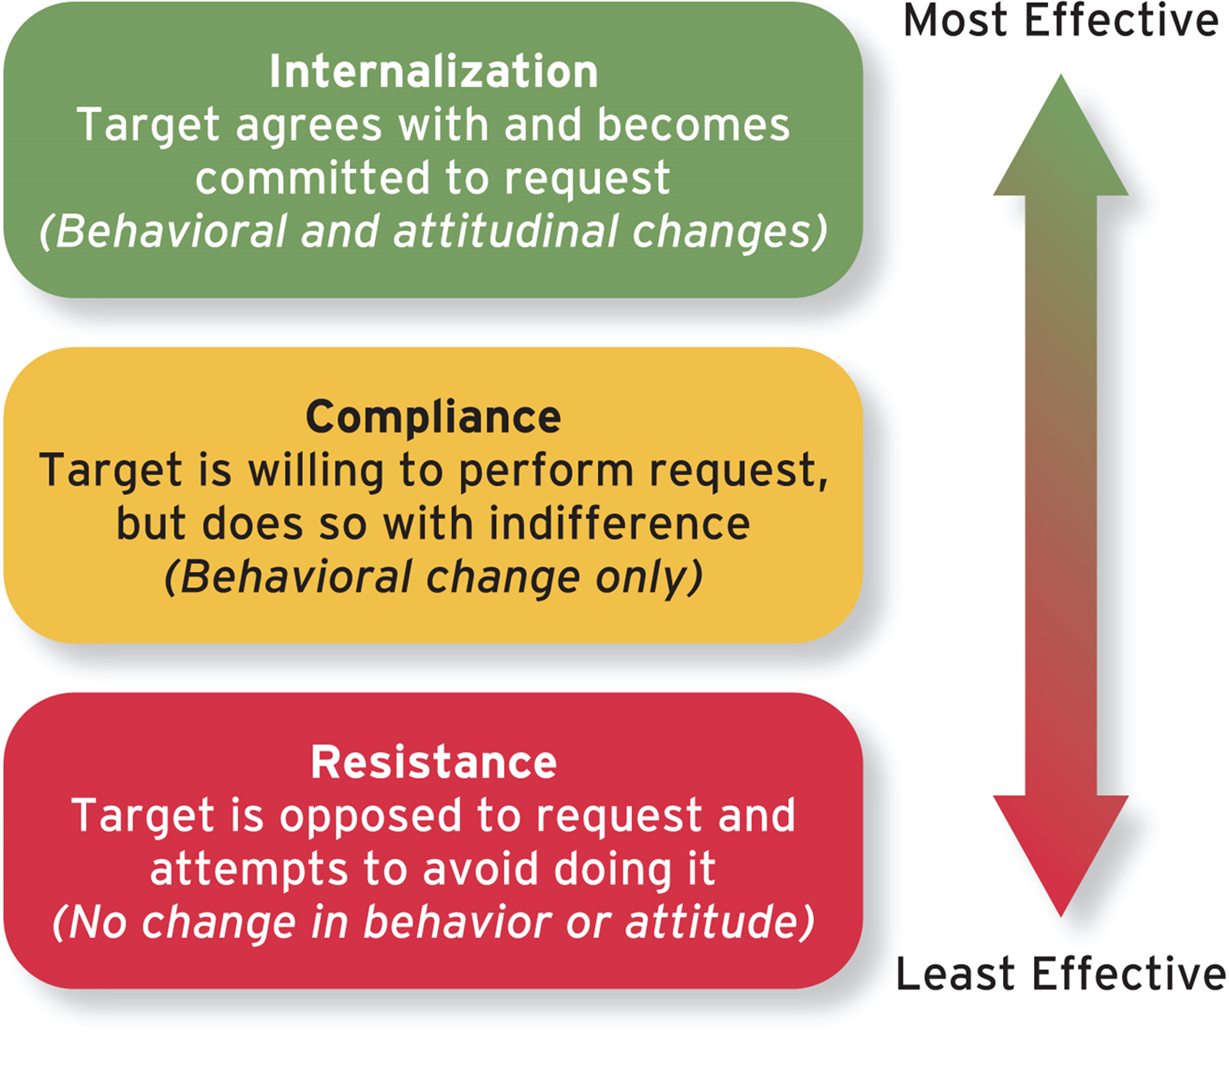 Most Effective
Internalization
Target agrees with and becomes
committed to request
(Behavioral and attitudinal changes)
Compliance
Target is willing to perform request,
but does so with indifference
(Behavioral change only)
Resistance
Target is opposed to request and
attempts to avoid doing it
(No change in behavior or attitude)
Least Effective